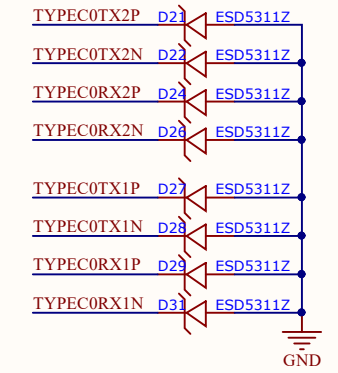 TYPEC0TX2P D21 ESD5311Z
TYPEC0TX2N D22 ESD5311Z
TYPEC0RX2P D24 ESD5311Z
TYPEC0RX2N D26 ESD5311Z
TYPEC0TX1P D27 ESD5311Z
TYPEC0TX1N D28 ESD5311Z
TYPEC0RX1P D29 ESD5311Z
TYPEC0RX1N D31 ESD5311Z
GND